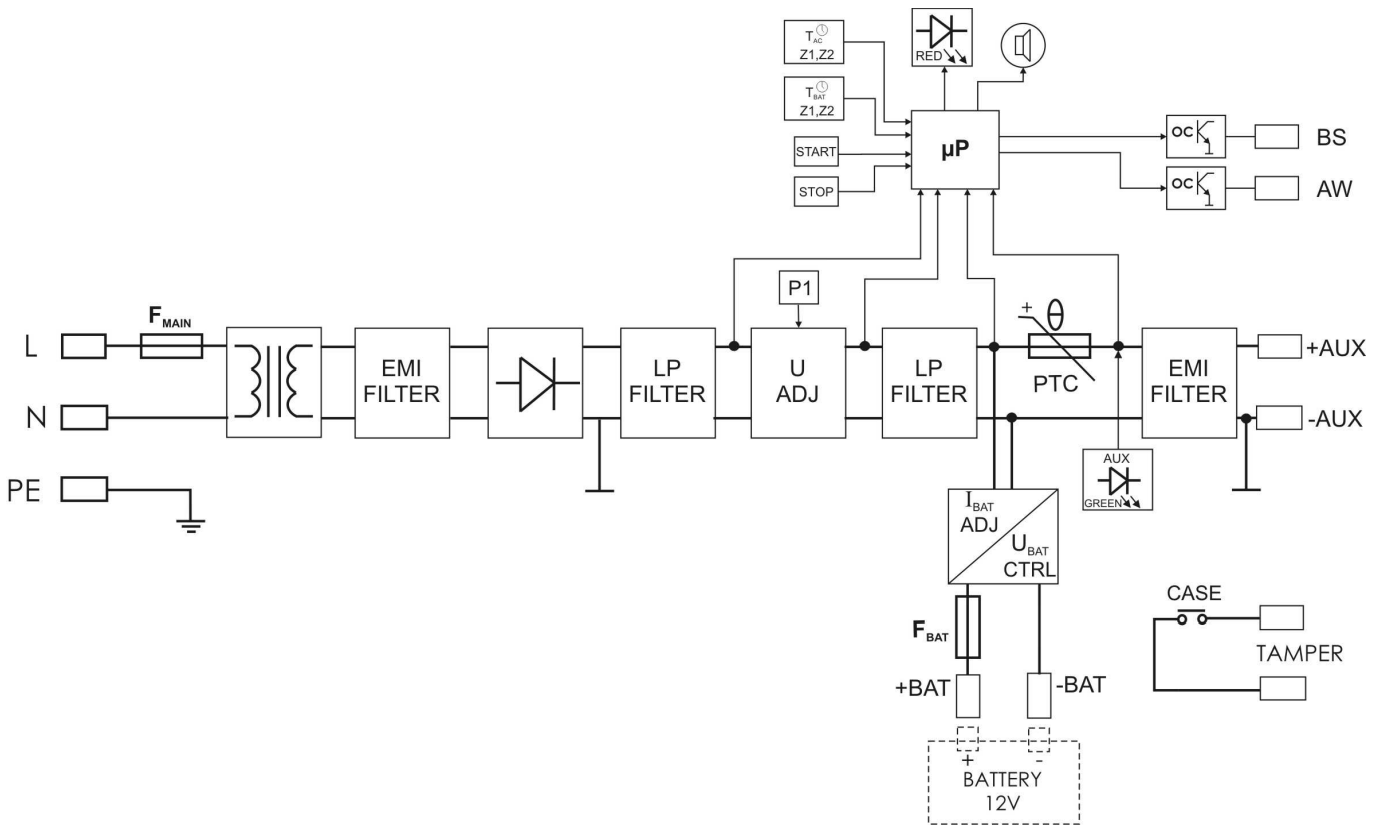 T_AC
Z1,Z2
T_BAT
Z1,Z2
START
STOP
RED
µP
OC
BS
OC
AW
P1
L
F_MAIN
N
PE
EMI
FILTER
LP
FILTER
U
ADJ
LP
FILTER
+ θ
PTC
EMI
FILTER
+AUX
-AUX
AUX
GREEN
I_BAT
ADJ
U_BAT
CTRL
F_BAT
+BAT
-BAT
+ -
BATTERY
12V
CASE
TAMPER